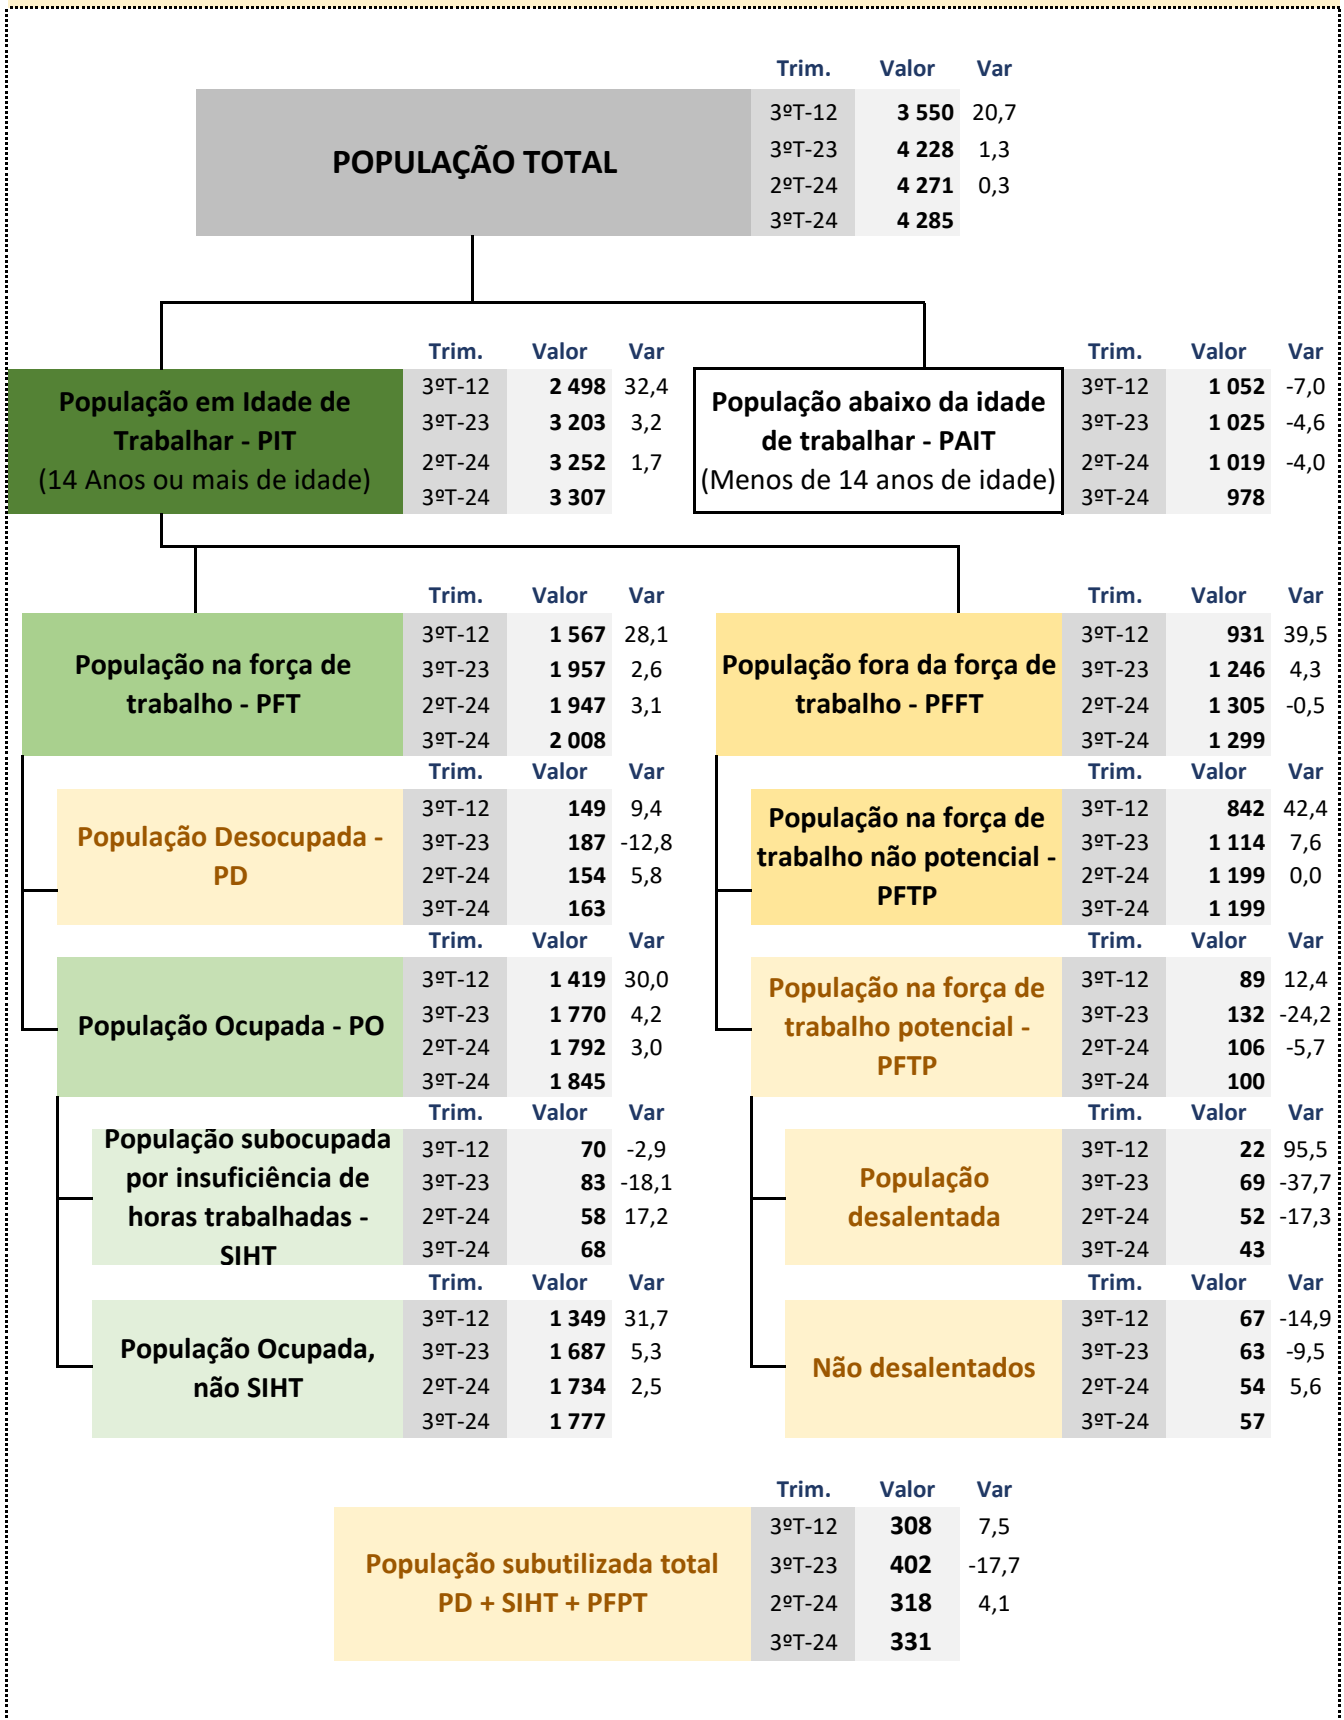 Trim. Valor Var
POPULAÇÃO TOTAL
3ºT-12 3 550 20,7
3ºT-23 4 228 1,3
2ºT-24 4 271 0,3
3ºT-24 4 285
Trim. Valor Var
População em Idade de
Trabalhar - PIT
(14 Anos ou mais de idade)
3ºT-12 2 498 32,4
3ºT-23 3 203 3,2
2ºT-24 3 252 1,7
3ºT-24 3 307
Trim. Valor Var
População abaixo da idade
de trabalhar - PAIT
(Menos de 14 anos de idade)
3ºT-12 1 052 -7,0
3ºT-23 1 025 -4,6
2ºT-24 1 019 -4,0
3ºT-24 978
Trim. Valor Var
População na força de
trabalho - PFT
3ºT-12 1 567 28,1
3ºT-23 1 957 2,6
2ºT-24 1 947 3,1
3ºT-24 2 008
Trim. Valor Var
População fora da força de
trabalho - PFFT
3ºT-12 931 39,5
3ºT-23 1 246 4,3
2ºT-24 1 305 -0,5
3ºT-24 1 299
Trim. Valor Var
População Desocupada -
PD
3ºT-12 149 9,4
3ºT-23 187 -12,8
2ºT-24 154 5,8
3ºT-24 163
Trim. Valor Var
População na força de
trabalho não potencial -
PFTP
3ºT-12 842 42,4
3ºT-23 1 114 7,6
2ºT-24 1 199 0,0
3ºT-24 1 199
Trim. Valor Var
População Ocupada - PO
3ºT-12 1 419 30,0
3ºT-23 1 770 4,2
2ºT-24 1 792 3,0
3ºT-24 1 845
Trim. Valor Var
População na força de
trabalho potencial -
PFTP
3ºT-12 89 12,4
3ºT-23 132 -24,2
2ºT-24 106 -5,7
3ºT-24 100
Trim. Valor Var
População subocupada
por insuficiência de
horas trabalhadas -
SIHT
3ºT-12 70 -2,9
3ºT-23 83 -18,1
2ºT-24 58 17,2
3ºT-24 68
Trim. Valor Var
População
desalentada
3ºT-12 22 95,5
3ºT-23 69 -37,7
2ºT-24 52 -17,3
3ºT-24 43
Trim. Valor Var
População Ocupada,
não SIHT
3ºT-12 1 349 31,7
3ºT-23 1 687 5,3
2ºT-24 1 734 2,5
3ºT-24 1 777
Trim. Valor Var
Não desalentados
3ºT-12 67 -14,9
3ºT-23 63 -9,5
2ºT-24 54 5,6
3ºT-24 57
Trim. Valor Var
População subutilizada total
PD + SIHT + PFPT
3ºT-12 308 7,5
3ºT-23 402 -17,7
2ºT-24 318 4,1
3ºT-24 331